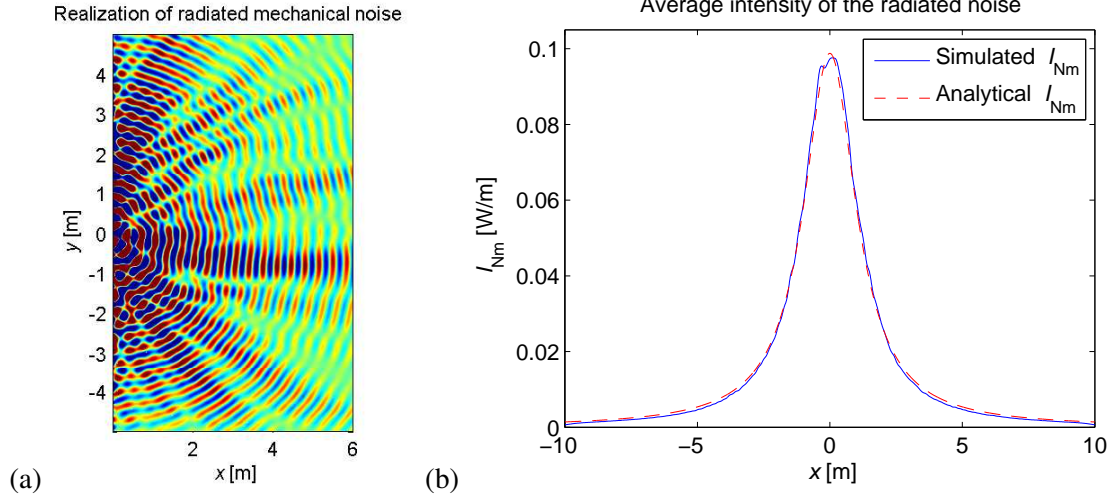 Realization of radiated mechanical noise
4
3
2
1
0
-1
-2
-3
-4
y [m]
2
4
6
x [m]
(a)
Average intensity of the radiated noise
0.1
0.08
0.06
0.04
0.02
0
I_Nm [W/m]
Simulated I_Nm
Analytical I_Nm
−10
−5
0
5
10
x [m]
(b)